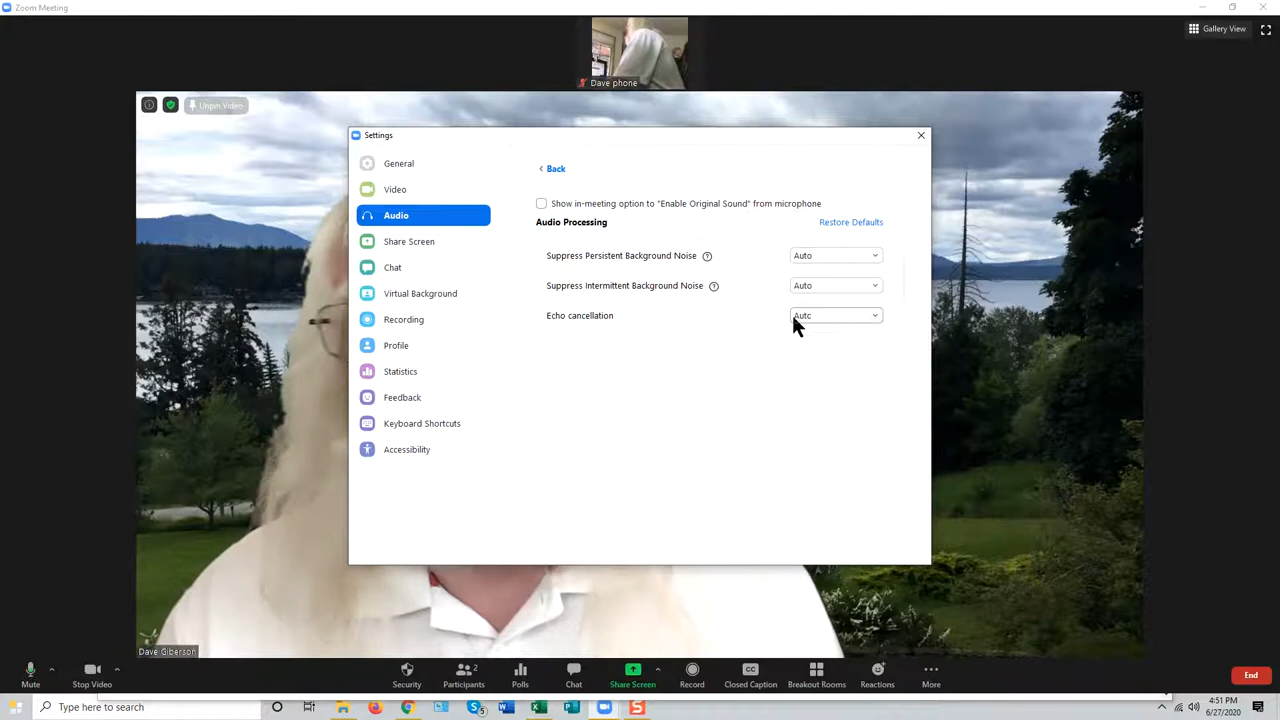 Zoom Meeting
Gallery View
Dave phone
Unpin Video
Settings
General
Video
Audio
Share Screen
Chat
Virtual Background
Recording
Profile
Statistics
Feedback
Keyboard Shortcuts
Accessibility
Back
Show in-meeting option to "Enable Original Sound" from microphone
Audio Processing
Restore Defaults
Suppress Persistent Background Noise
Auto
Suppress Intermittent Background Noise
Auto
Echo cancellation
Auto
Dave Giberson
Mute
Stop Video
Security
Participants
2
Polls
Chat
Share Screen
Record
CC
Closed Caption
Breakout Rooms
Reactions
More
End
Type here to search
5
4:51 PM
6/27/2020